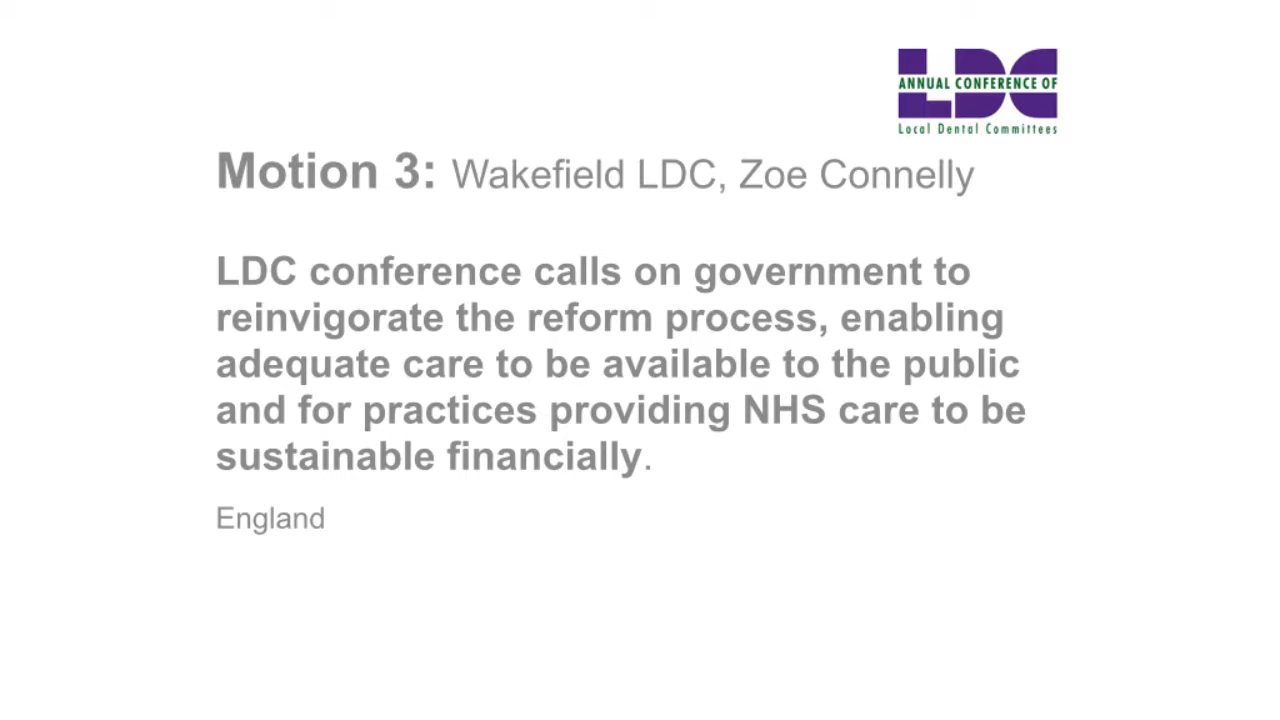 LDC
ANNUAL CONFERENCE OF
Local Dental Committees
Motion 3: Wakefield LDC, Zoe Connelly
LDC conference calls on government to
reinvigorate the reform process, enabling
adequate care to be available to the public
and for practices providing NHS care to be
sustainable financially.
England